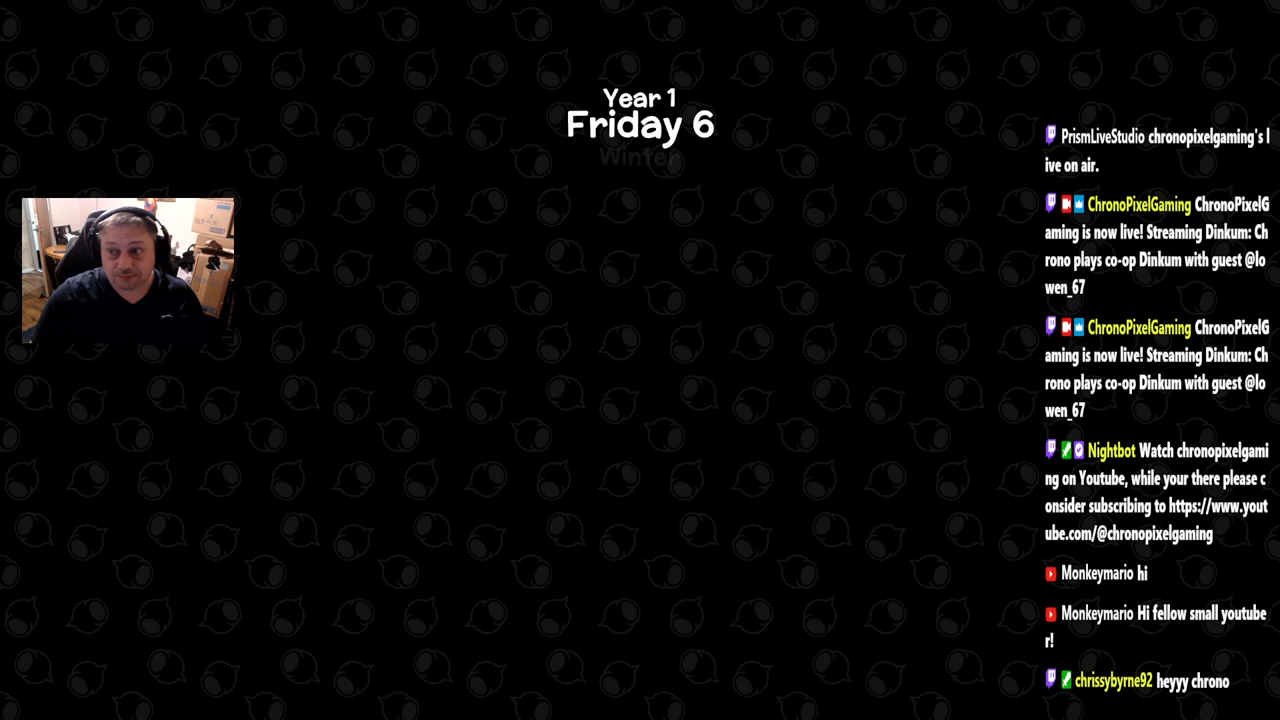 Year 1
Friday 6
Winter
PrismLiveStudio chronopixelgaming's l
ive on air.
ChronoPixelGaming ChronoPixelG
aming is now live! Streaming Dinkum: Ch
rono plays co-op Dinkum with guest @lo
wen_67
ChronoPixelGaming ChronoPixelG
aming is now live! Streaming Dinkum: Ch
rono plays co-op Dinkum with guest @lo
wen_67
Nightbot Watch chronopixelgami
ng on Youtube, while your there please c
onsider subscribing to https://www.yout
ube.com/@chronopixelgaming
Monkeymario hi
Monkeymario Hi fellow small youtube
r!
chrissybyrne92 heyyy chrono